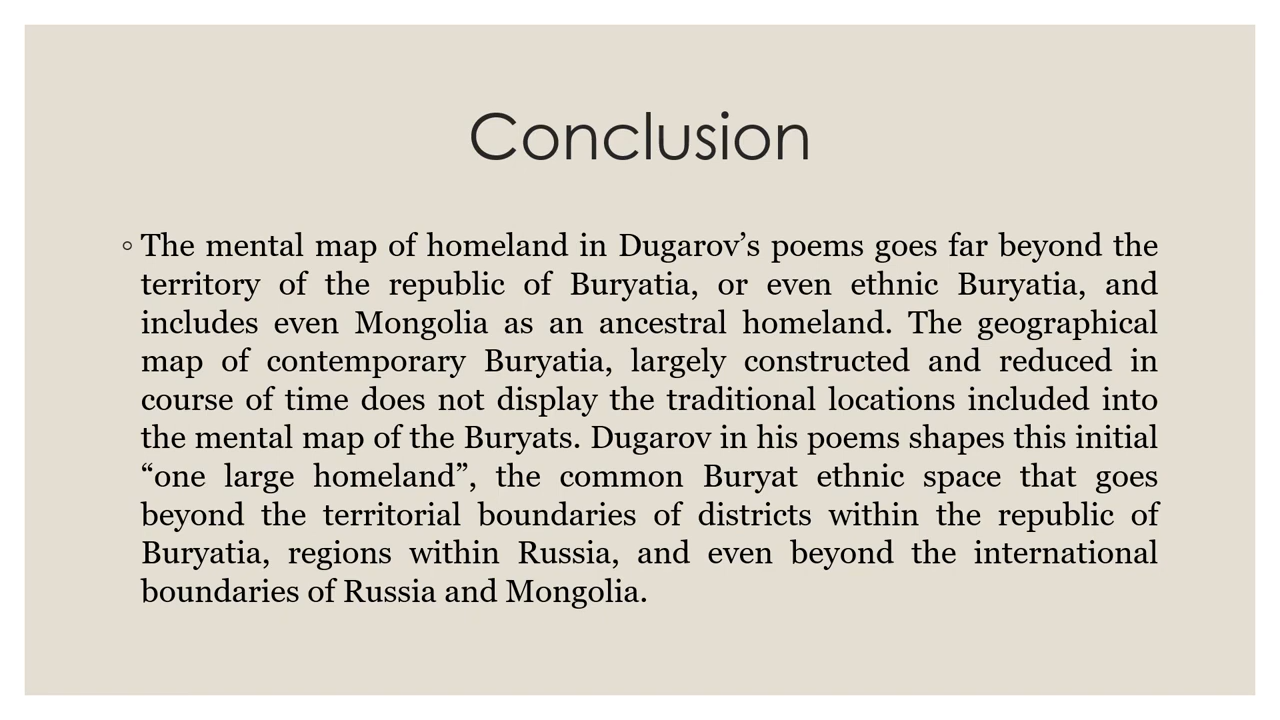 Conclusion
◦ The mental map of homeland in Dugarov’s poems goes far beyond the
territory of the republic of Buryatia, or even ethnic Buryatia, and
includes even Mongolia as an ancestral homeland. The geographical
map of contemporary Buryatia, largely constructed and reduced in
course of time does not display the traditional locations included into
the mental map of the Buryats. Dugarov in his poems shapes this initial
“one large homeland”, the common Buryat ethnic space that goes
beyond the territorial boundaries of districts within the republic of
Buryatia, regions within Russia, and even beyond the international
boundaries of Russia and Mongolia.